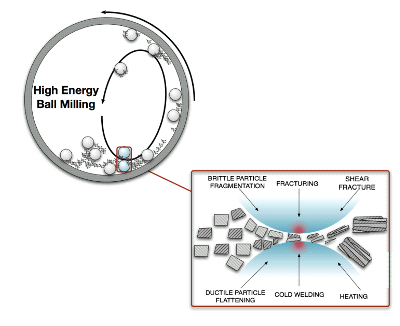 High Energy
Ball Milling
BRITTLE PARTICLE
FRAGMENTATION
FRACTURING
SHEAR
FRACTURE
DUCTILE PARTICLE
FLATTENING
COLD WELDING
HEATING